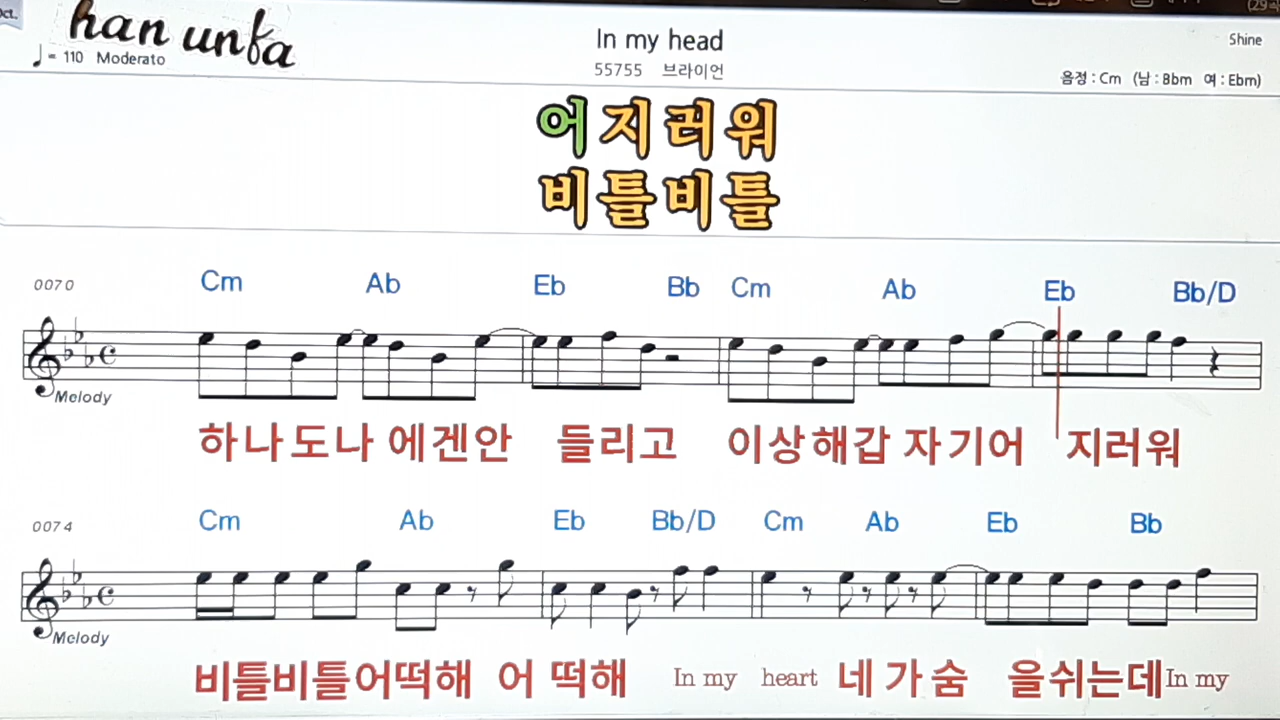 Oct.
(29
han unfa
♩ = 110 Moderato
In my head
Shine
55755 브라이언
음정 : Cm (남 : Bbm 여 : Ebm)
어지러워
비틀비틀
0070
Cm Ab Eb Bb Cm Ab Eb Bb/D
Melody
하나도나 에겐안 들리고 이상해갑 자기어 지러워
0074
Cm Ab Eb Bb/D Cm Ab Eb Bb
Melody
비틀비틀어떡해 어 떡해 In my heart 네 가 숨 을쉬는데 In my